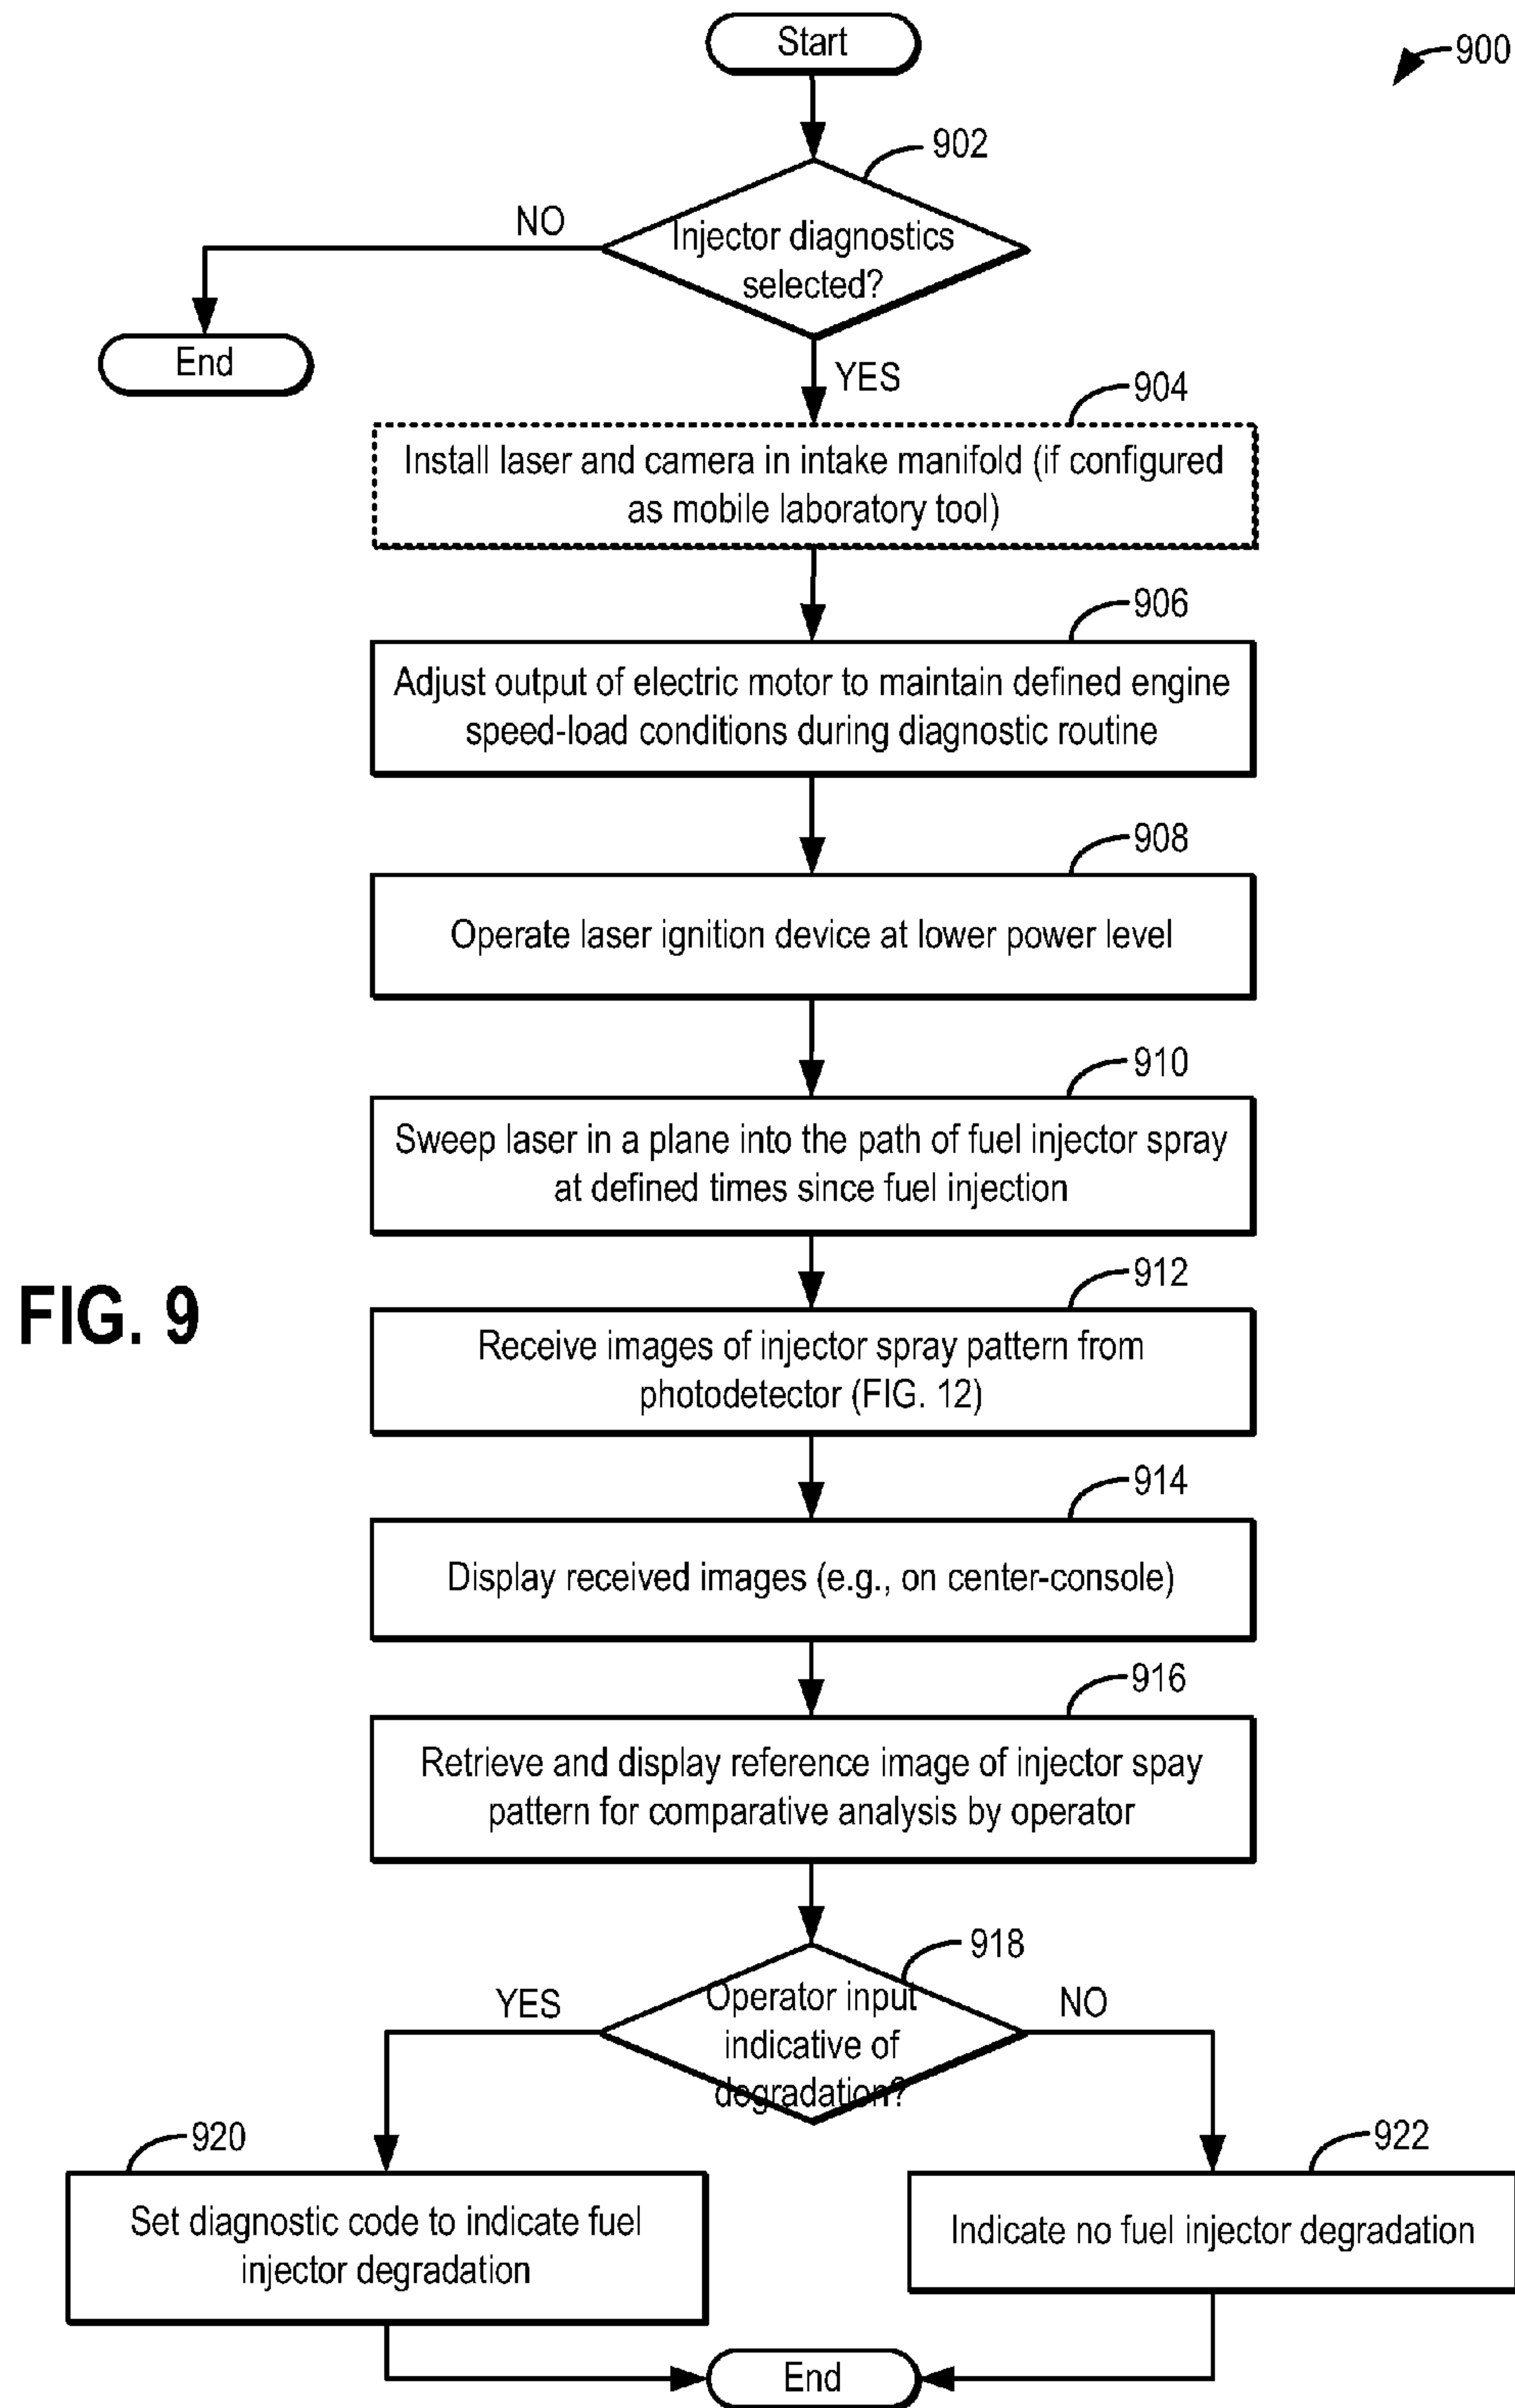 Start
900
902
NO
Injector diagnostics
selected?
End
YES
904
Install laser and camera in intake manifold (if configured
as mobile laboratory tool)
906
Adjust output of electric motor to maintain defined engine
speed-load conditions during diagnostic routine
908
Operate laser ignition device at lower power level
910
Sweep laser in a plane into the path of fuel injector spray
at defined times since fuel injection
FIG. 9
912
Receive images of injector spray pattern from
photodetector (FIG. 12)
914
Display received images (e.g., on center-console)
916
Retrieve and display reference image of injector spay
pattern for comparative analysis by operator
918
YES
Operator input
indicative of
degradation?
NO
920
Set diagnostic code to indicate fuel
injector degradation
922
Indicate no fuel injector degradation
End